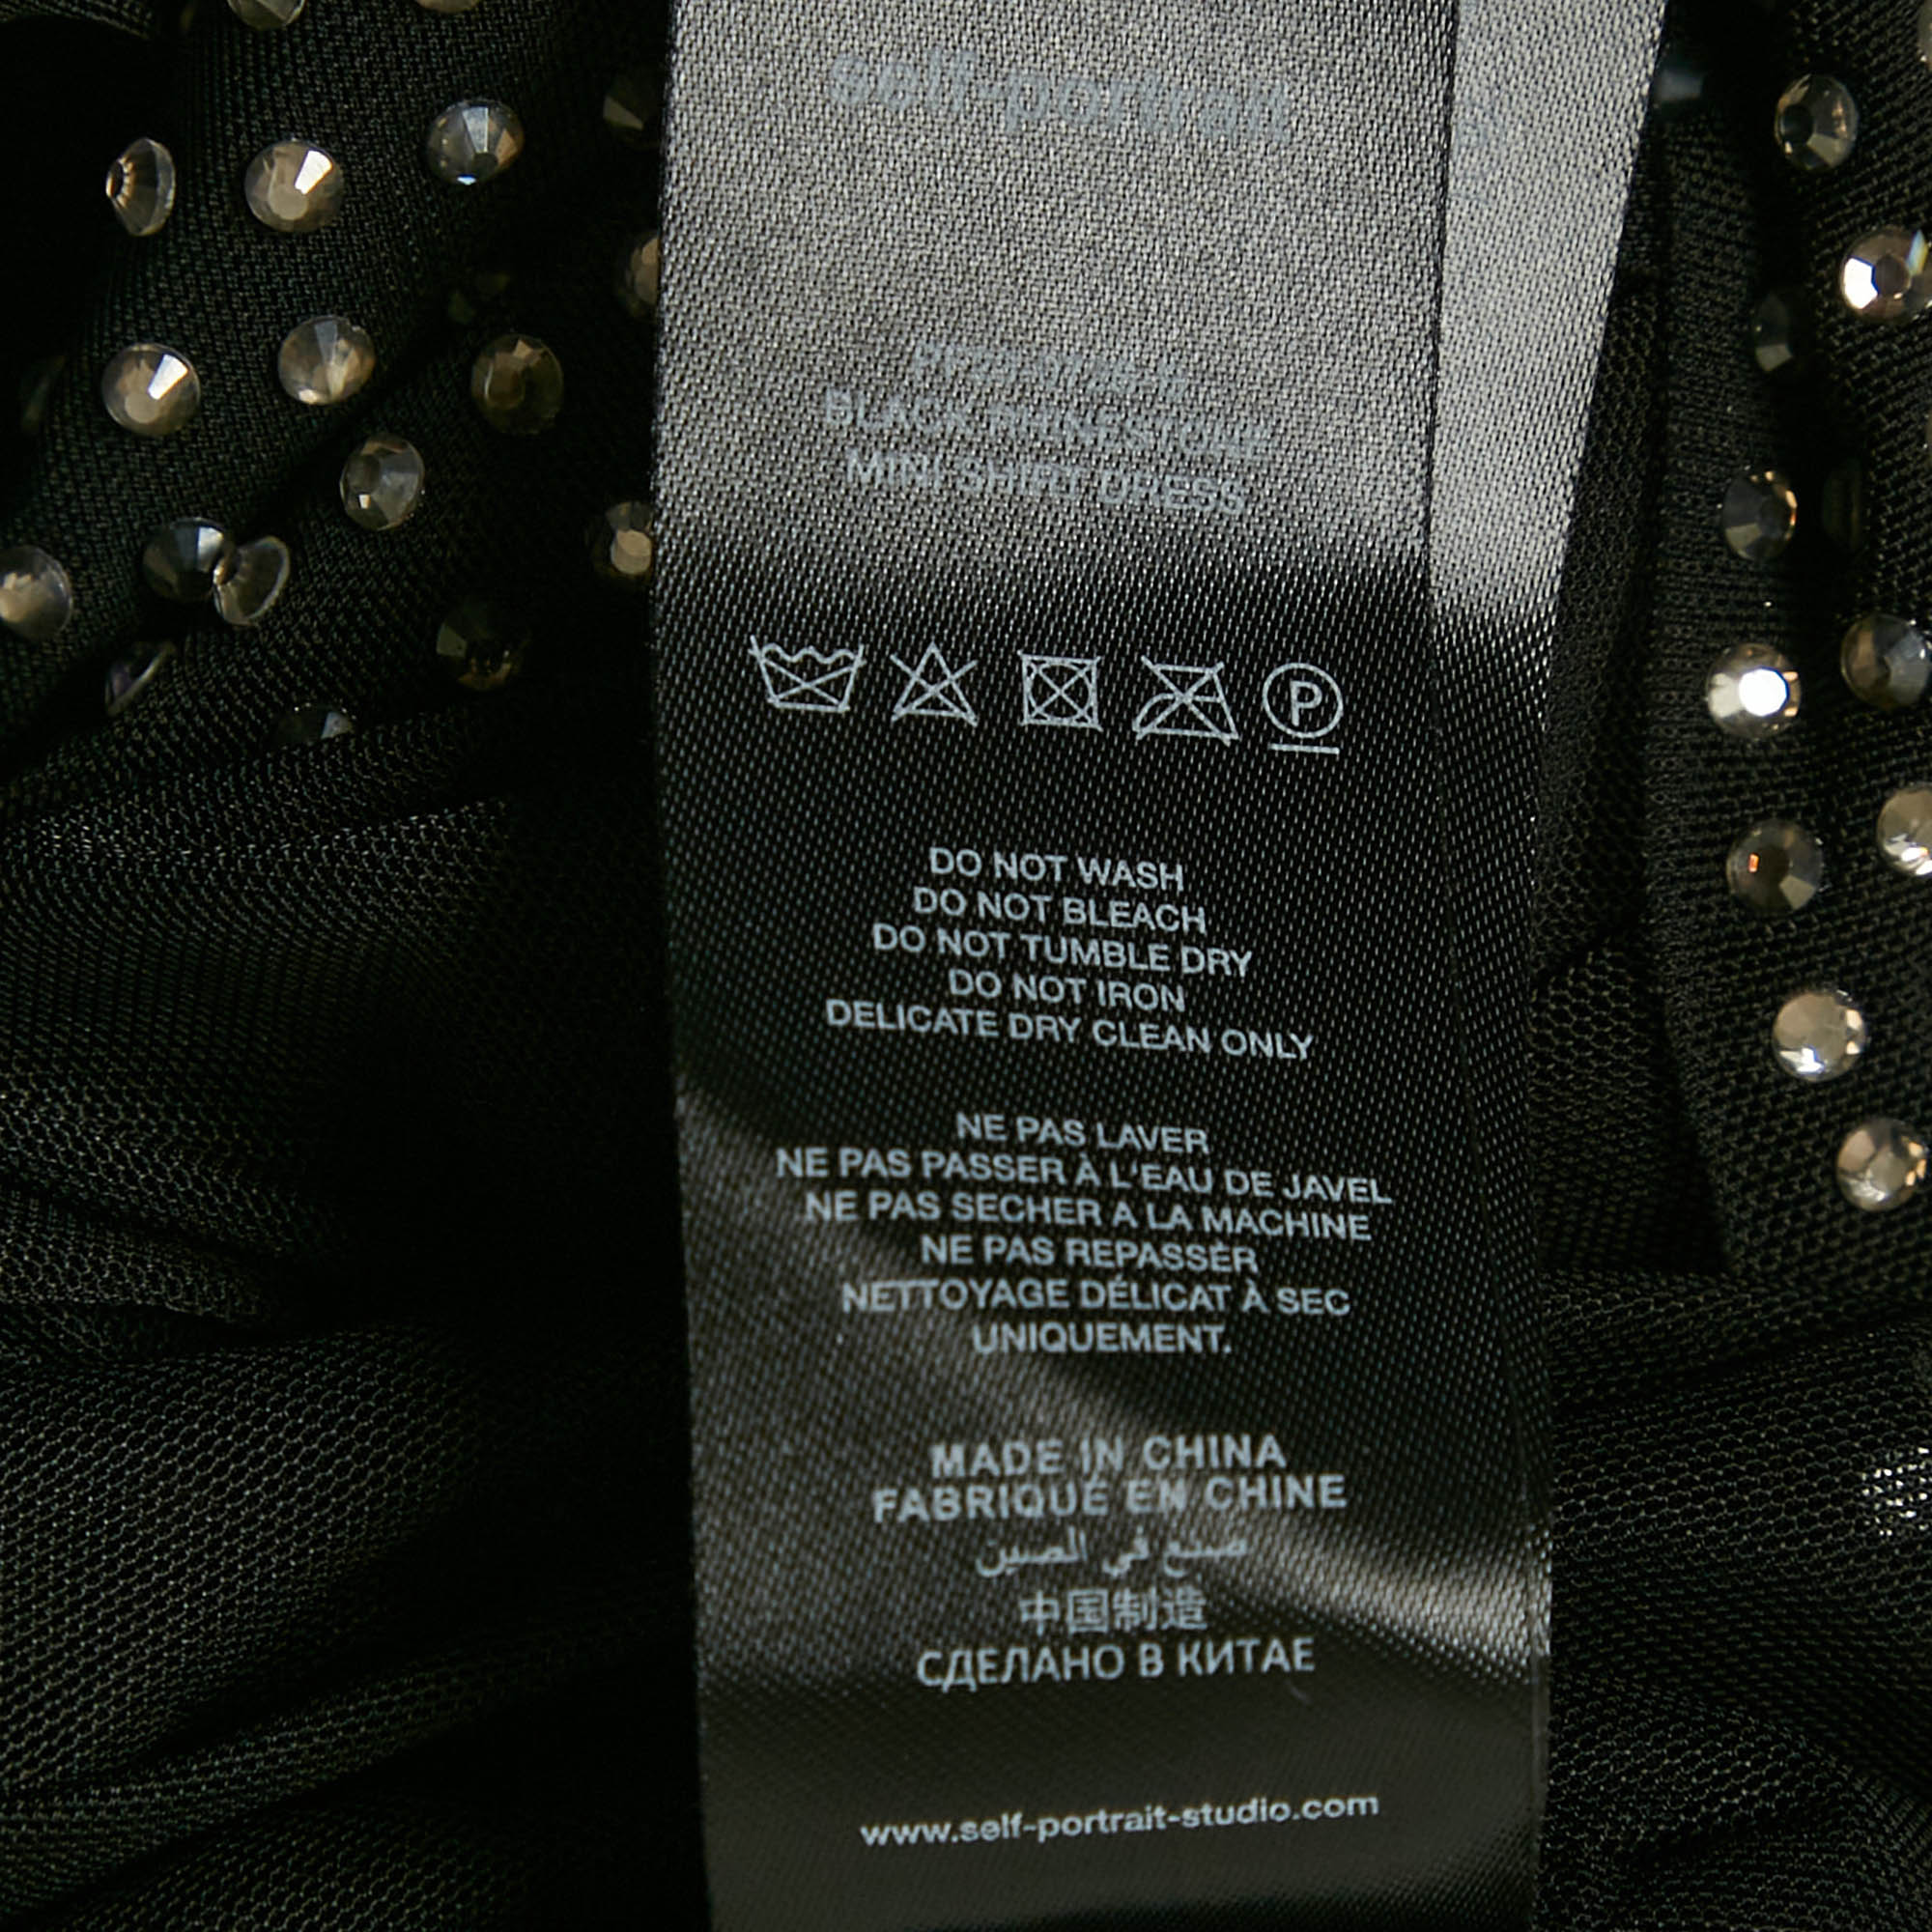 self-portrait
BLACK RHINESTONE
MINI SHIRT DRESS
P
DO NOT WASH
DO NOT BLEACH
DO NOT TUMBLE DRY
DO NOT IRON
DELICATE DRY CLEAN ONLY
NE PAS LAVER
NE PAS PASSER À L'EAU DE JAVEL
NE PAS SECHER A LA MACHINE
NE PAS REPASSER
NETTOYAGE DÉLICAT À SEC
UNIQUEMENT.
MADE IN CHINA
FABRIQUÉ EN CHINE
صنع في الصين
中国制造
СДЕЛАНО В КИТАЕ
www.self-portrait-studio.com